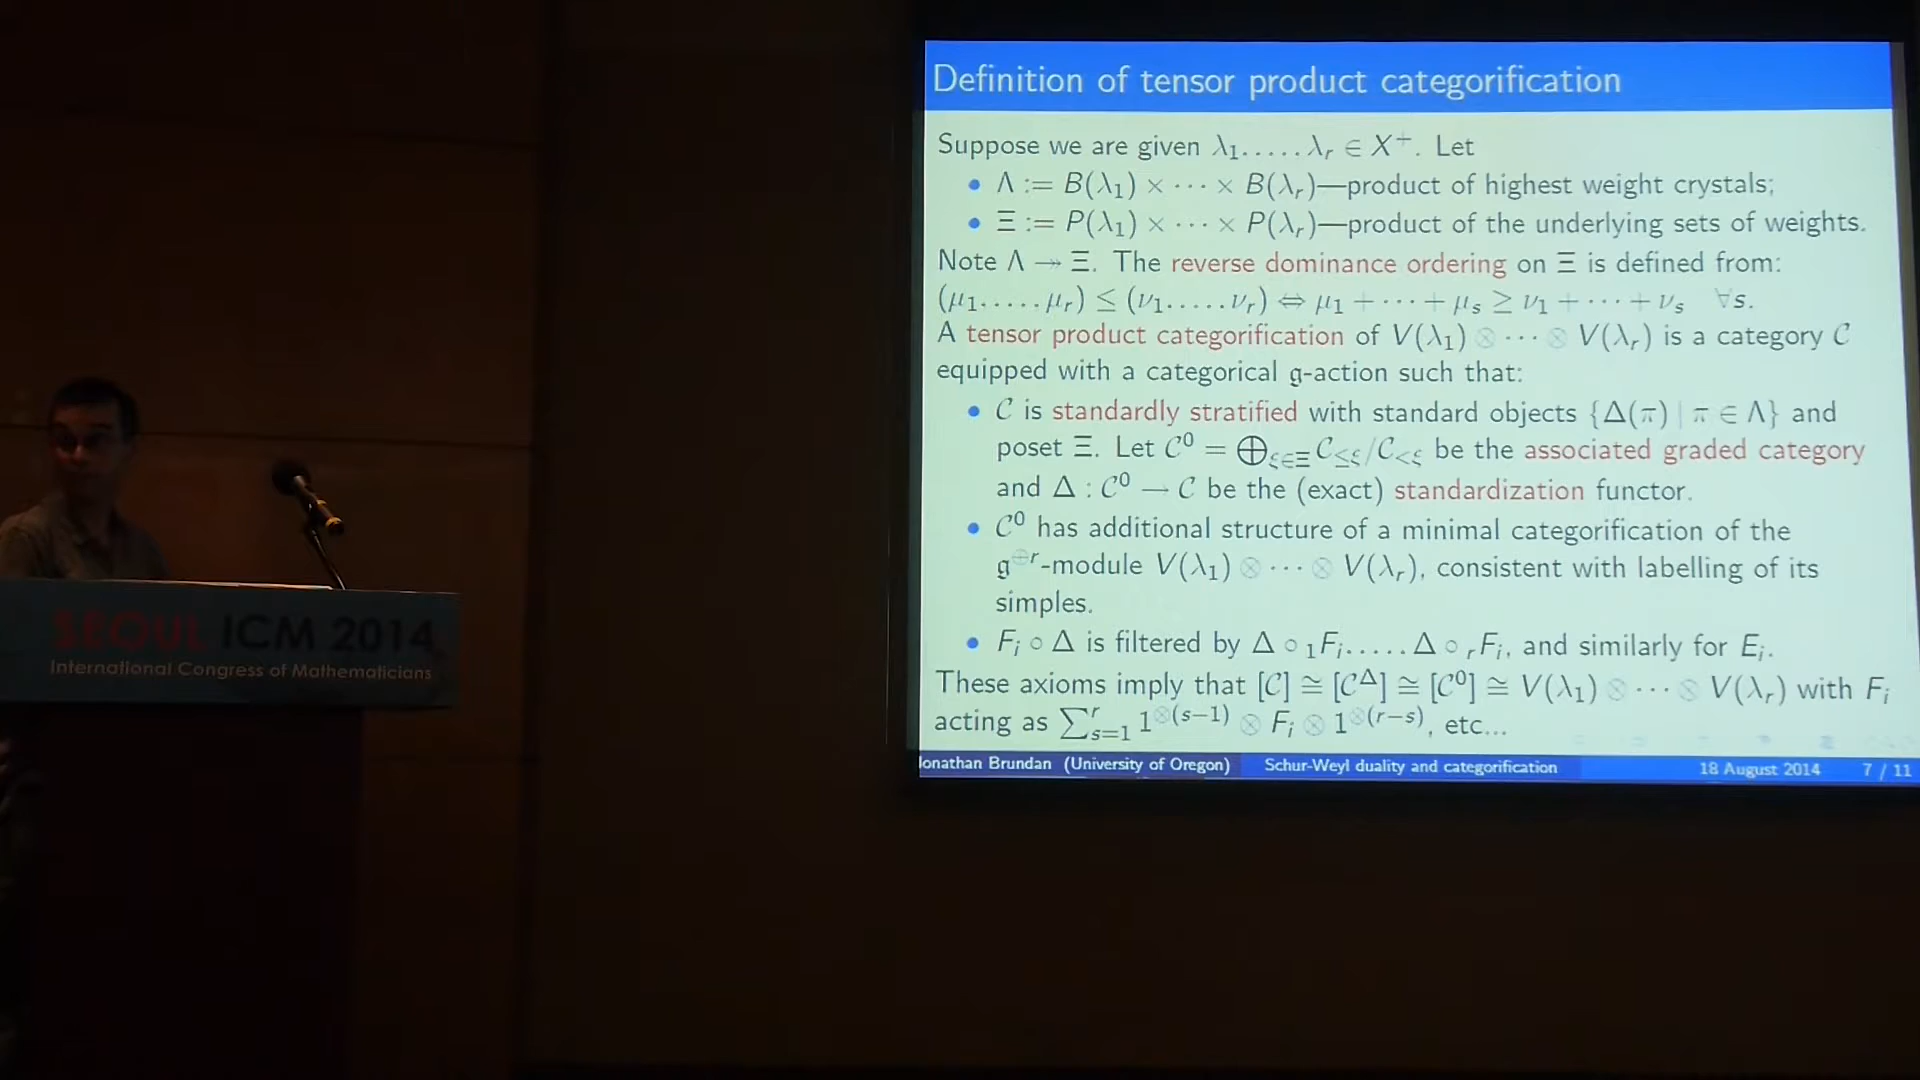 Definition of tensor product categorification
Suppose we are given λ₁.....λᵣ ∈ X⁺. Let
• Λ := B(λ₁) × ⋯ × B(λᵣ)—product of highest weight crystals;
• Ξ := P(λ₁) × ⋯ × P(λᵣ)—product of the underlying sets of weights.
Note Λ ↠ Ξ. The reverse dominance ordering on Ξ is defined from:
(μ₁.....μᵣ) ≤ (ν₁.....νᵣ) ⇔ μ₁ + ⋯ + μₛ ≥ ν₁ + ⋯ + νₛ ∀s.
A tensor product categorification of V(λ₁) ⊗ ⋯ ⊗ V(λᵣ) is a category 𝒞
equipped with a categorical 𝔤-action such that:
• 𝒞 is standardly stratified with standard objects {Δ(π) | π ∈ Λ} and
poset Ξ. Let 𝒞⁰ = ⨁_{ξ∈Ξ} 𝒞_{≤ξ}/𝒞_{<ξ} be the associated graded category
and Δ : 𝒞⁰ → 𝒞 be the (exact) standardization functor.
• 𝒞⁰ has additional structure of a minimal categorification of the
𝔤^{⊕r}-module V(λ₁) ⊗ ⋯ ⊗ V(λᵣ), consistent with labelling of its
simples.
• Fᵢ ∘ Δ is filtered by Δ ∘ ₁Fᵢ.....Δ ∘ ᵣFᵢ, and similarly for Eᵢ.
These axioms imply that [𝒞] ≅ [𝒞^Δ] ≅ [𝒞⁰] ≅ V(λ₁) ⊗ ⋯ ⊗ V(λᵣ) with Fᵢ
acting as ∑_{s=1}^{r} 1^{⊗(s−1)} ⊗ Fᵢ ⊗ 1^{⊗(r−s)}, etc...
Jonathan Brundan (University of Oregon) Schur-Weyl duality and categorification 18 August 2014 7 / 11
SEOUL ICM 2014
International Congress of Mathematicians